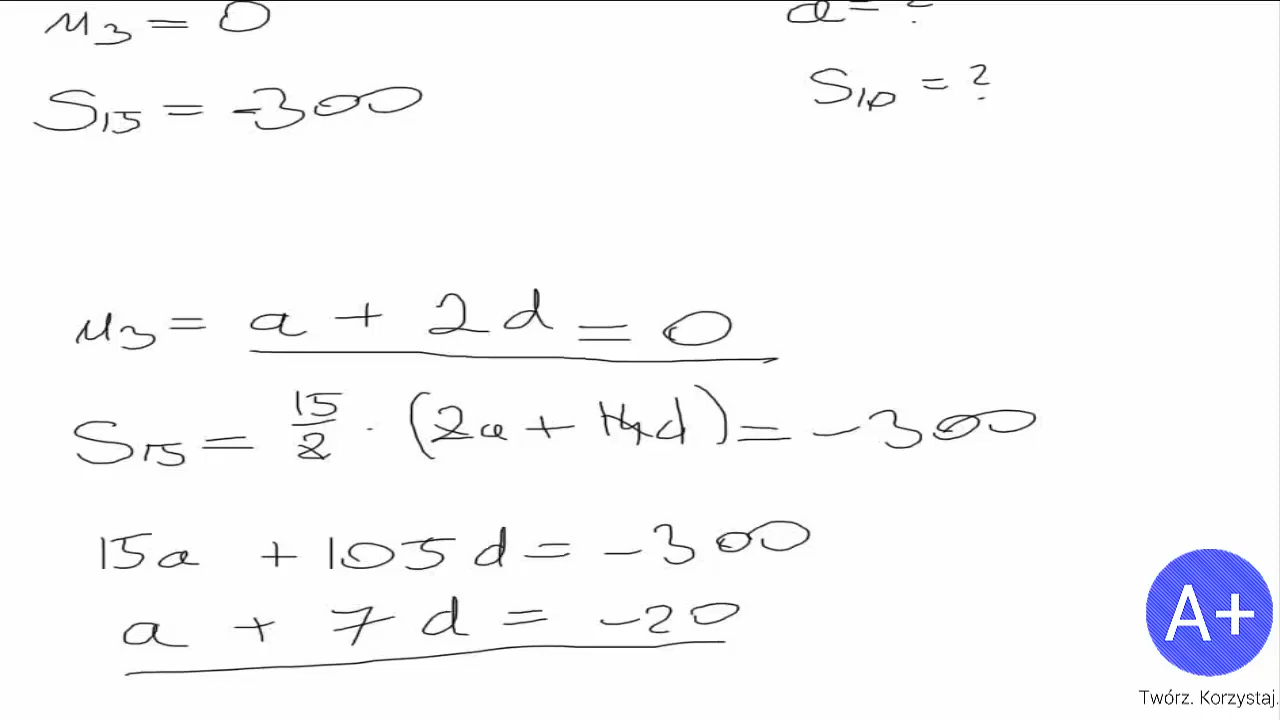 u₃ = 0
a = ?
S₁₅ = -300
S₁₀ = ?
u₃ = a + 2d = 0
S₁₅ = 15/2 · (2a + 14d) = -300
15a + 105d = -300
a + 7d = -20
A+
Twórz. Korzystaj.